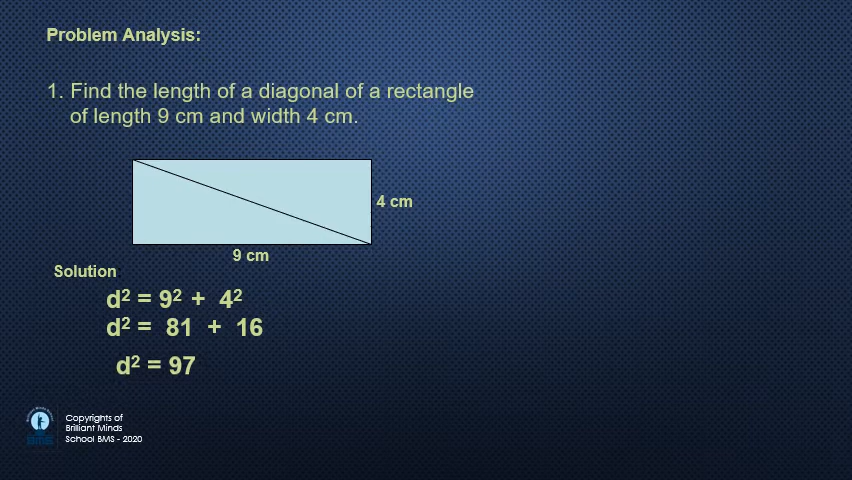 Problem Analysis:
1. Find the length of a diagonal of a rectangle
of length 9 cm and width 4 cm.
4 cm
9 cm
Solution
d² = 9² + 4²
d² = 81 + 16
d² = 97
Copyrights of
Brilliant Minds
School BMS - 2020
BMS